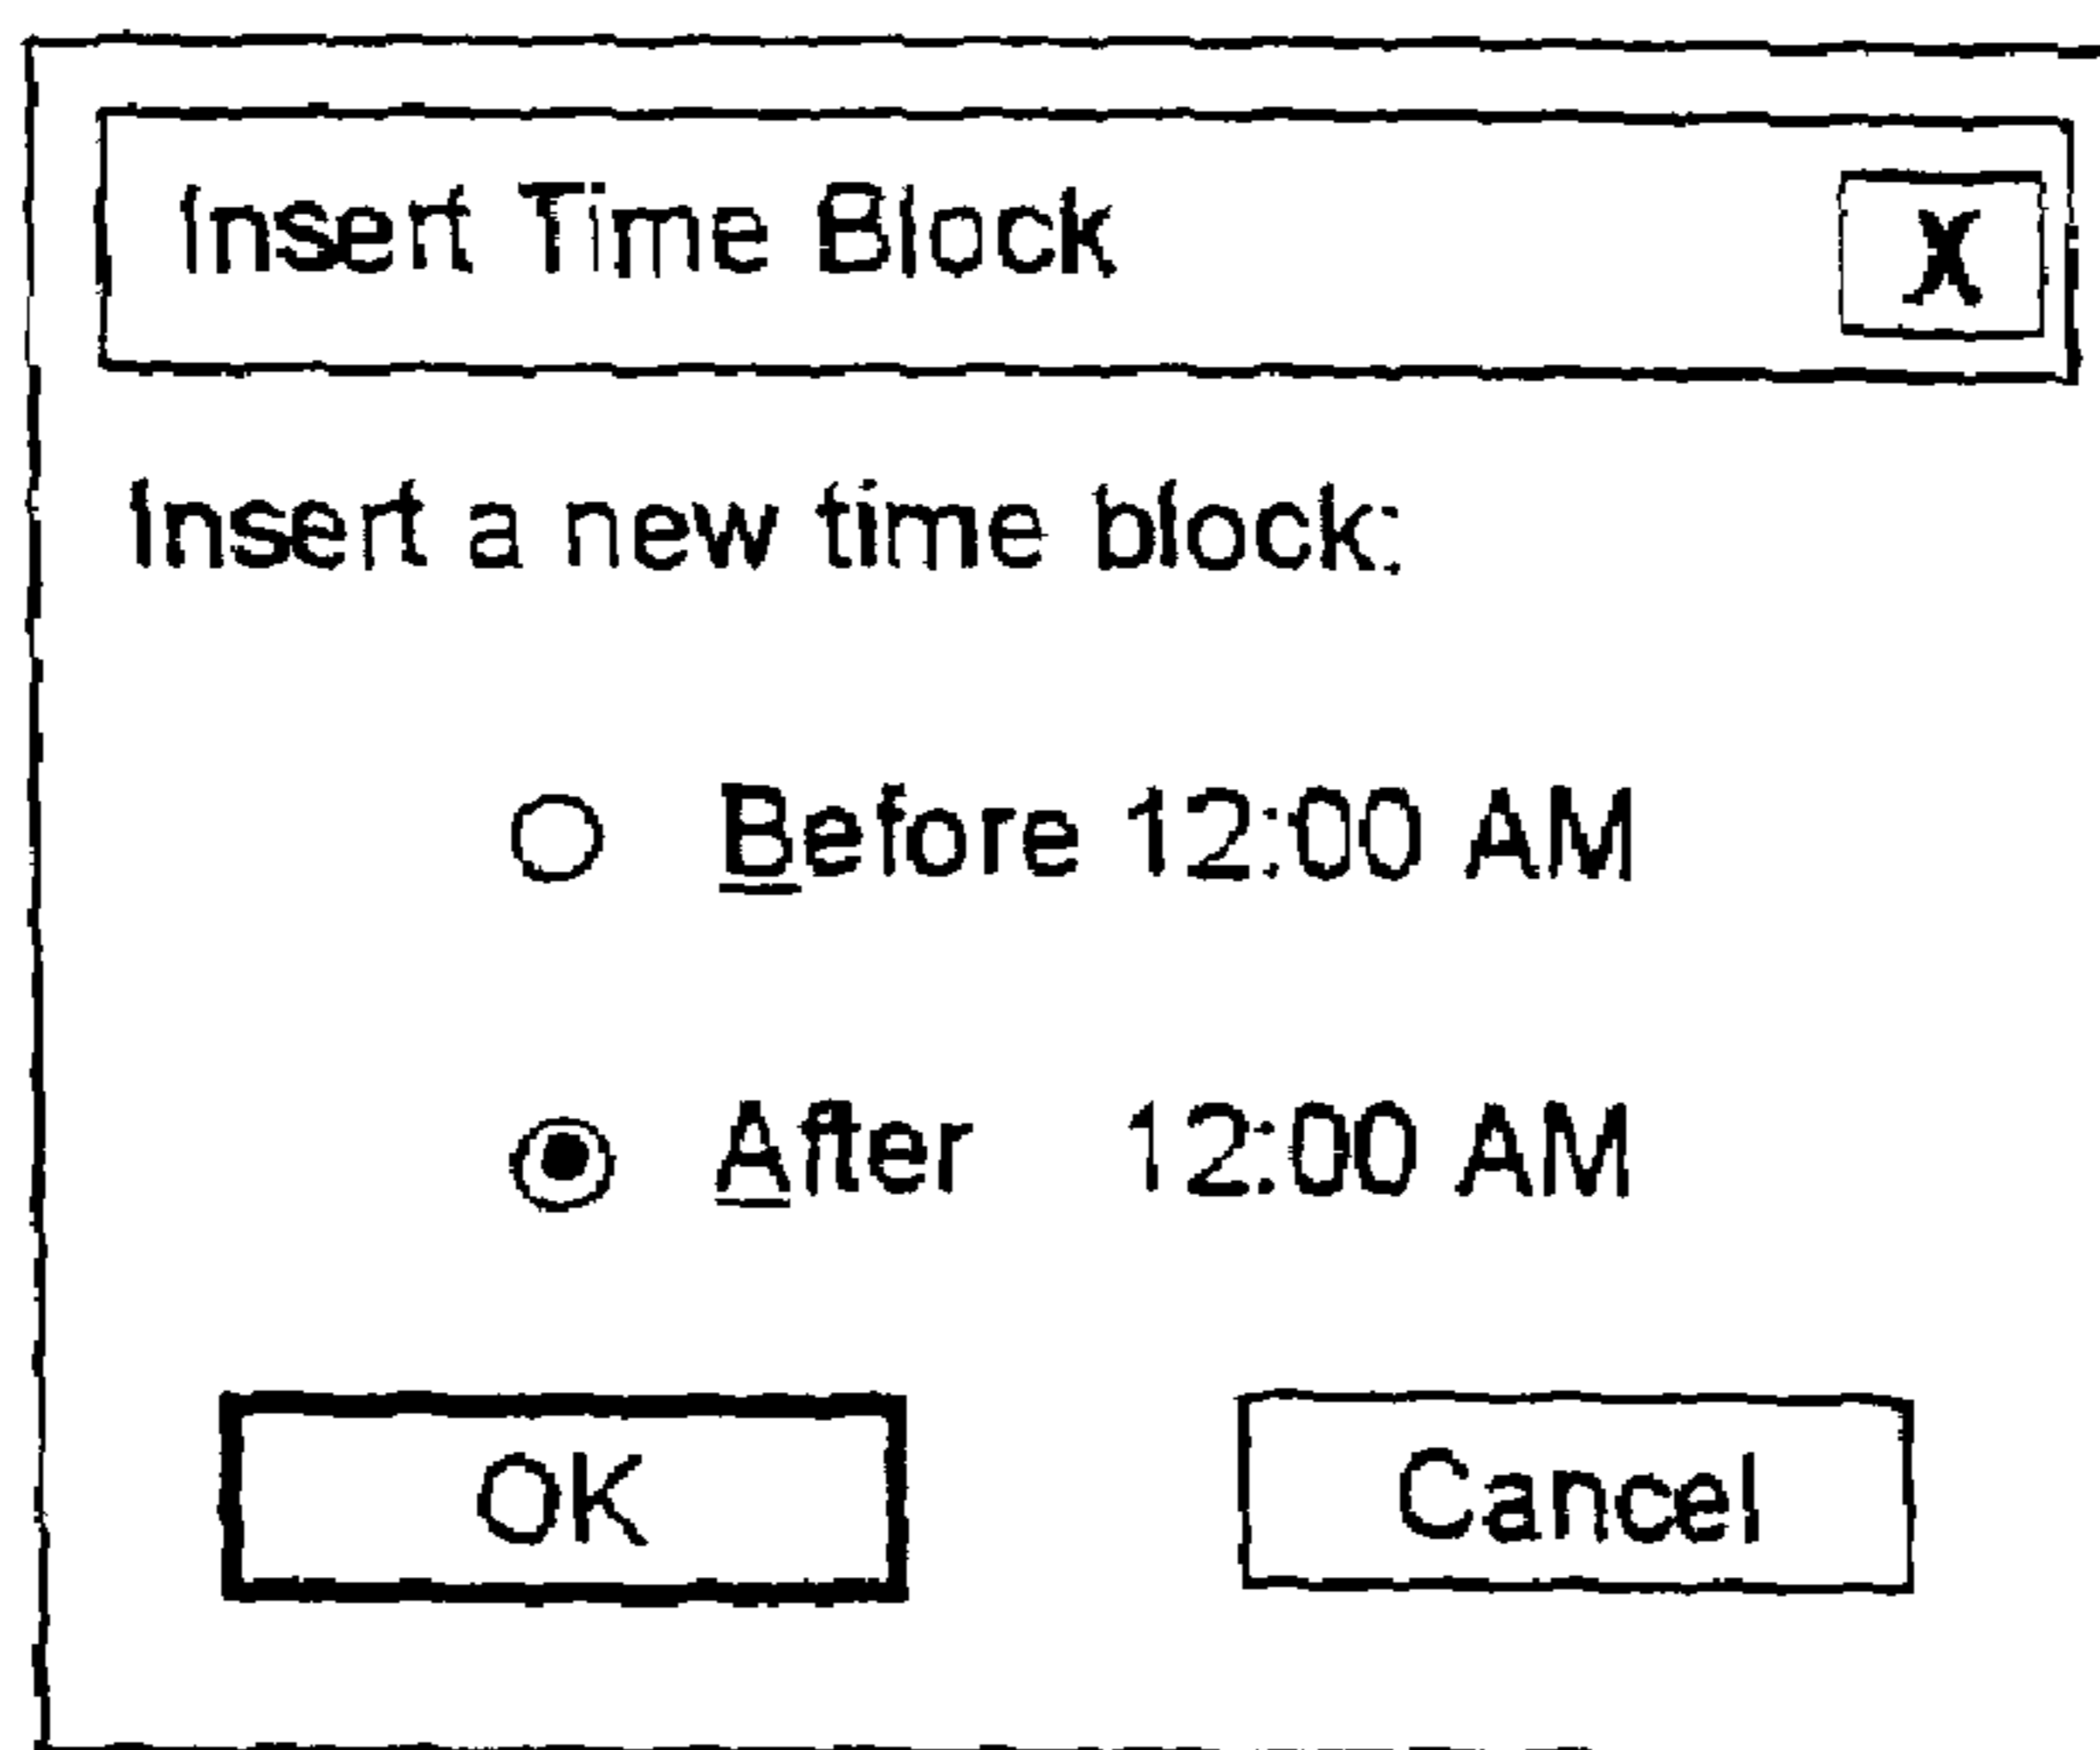 Insert Time Block X
Insert a new time block:
Before 12:00 AM
After 12:00 AM
OK Cancel